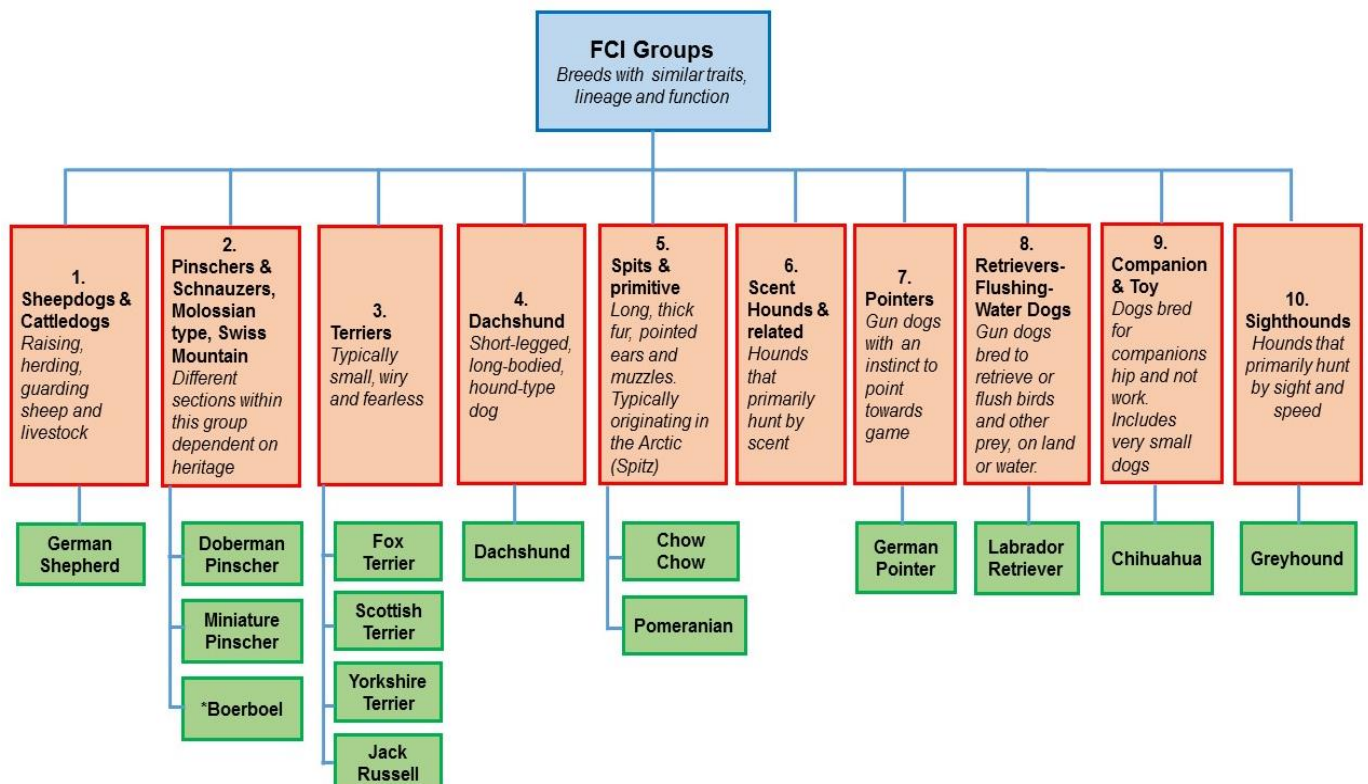 FCI Groups
Breeds with similar traits,
lineage and function
1.
Sheepdogs &
Cattledogs
Raising,
herding,
guarding
sheep and
livestock
2.
Pinschers &
Schnauzers,
Molossian
type, Swiss
Mountain
Different
sections within
this group
dependent on
heritage
3.
Terriers
Typically
small, wiry
and fearless
4.
Dachshund
Short-legged,
long-bodied,
hound-type
dog
5.
Spits &
primitive
Long, thick
fur, pointed
ears and
muzzles.
Typically
originating in
the Arctic
(Spitz)
6.
Scent
Hounds &
related
Hounds
that
primarily
hunt by
scent
7.
Pointers
Gun dogs
with an
instinct to
point
towards
game
8.
Retrievers-
Flushing-
Water Dogs
Gun dogs
bred to
retrieve or
flush birds
and other
prey, on land
or water.
9.
Companion
& Toy
Dogs bred
for
companions
hip and not
work.
Includes
very small
dogs
10.
Sighthounds
Hounds that
primarily hunt
by sight and
speed
German
Shepherd
Doberman
Pinscher
Miniature
Pinscher
*Boerboel
Fox
Terrier
Scottish
Terrier
Yorkshire
Terrier
Jack
Russell
Dachshund
Chow
Chow
Pomeranian
German
Pointer
Labrador
Retriever
Chihuahua
Greyhound